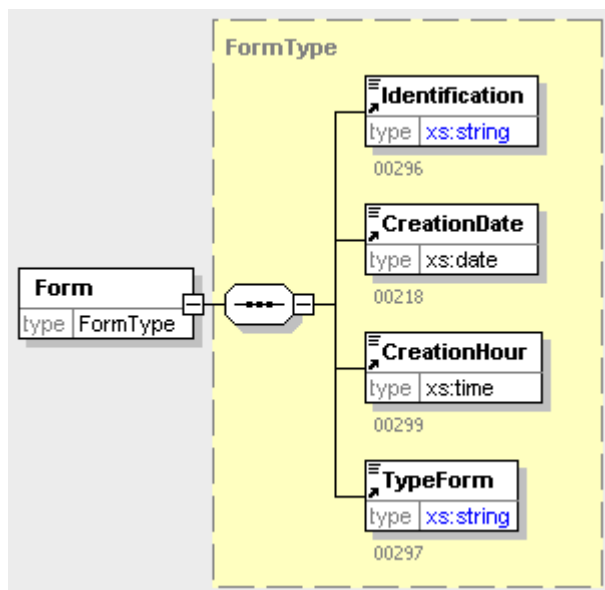 FormType
Identification
type xs:string
00296
CreationDate
type xs:date
00218
Form
type FormType
CreationHour
type xs:time
00299
TypeForm
type xs:string
00297